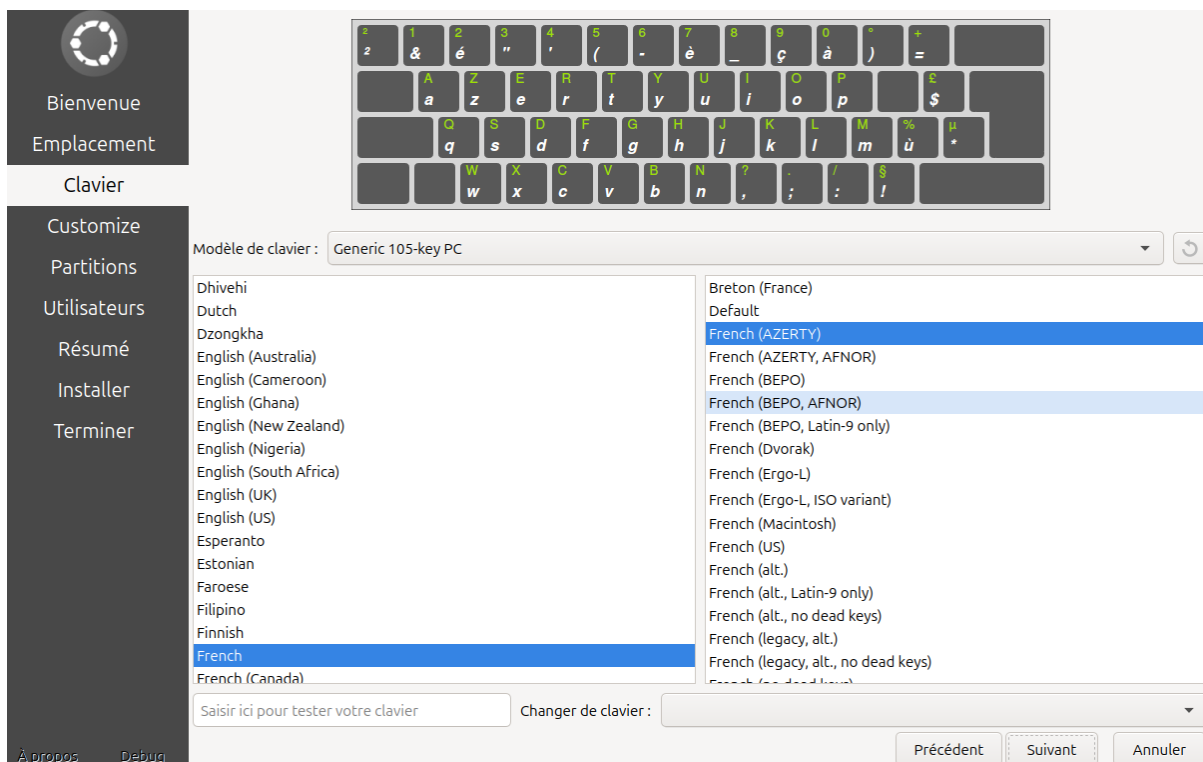 Bienvenue
Emplacement
Clavier
Customize
Partitions
Utilisateurs
Résumé
Installer
Terminer
À propos Debug
² 1 2 3 4 5 6 7 8 9 0 ° +
² & é " ' ( - è _ ç à ) =
A Z E R T Y U I O P £
a z e r t y u i o p $
Q S D F G H J K L M % µ
q s d f g h j k l m ù *
W X C V B N ? . / §
w x c v b n , ; : !
Modèle de clavier : Generic 105-key PC
Dhivehi
Dutch
Dzongkha
English (Australia)
English (Cameroon)
English (Ghana)
English (New Zealand)
English (Nigeria)
English (South Africa)
English (UK)
English (US)
Esperanto
Estonian
Faroese
Filipino
Finnish
French
French (Canada)
Breton (France)
Default
French (AZERTY)
French (AZERTY, AFNOR)
French (BEPO)
French (BEPO, AFNOR)
French (BEPO, Latin-9 only)
French (Dvorak)
French (Ergo-L)
French (Ergo-L, ISO variant)
French (Macintosh)
French (US)
French (alt.)
French (alt., Latin-9 only)
French (alt., no dead keys)
French (legacy, alt.)
French (legacy, alt., no dead keys)
French (no dead keys)
Saisir ici pour tester votre clavier Changer de clavier :
Précédent Suivant Annuler